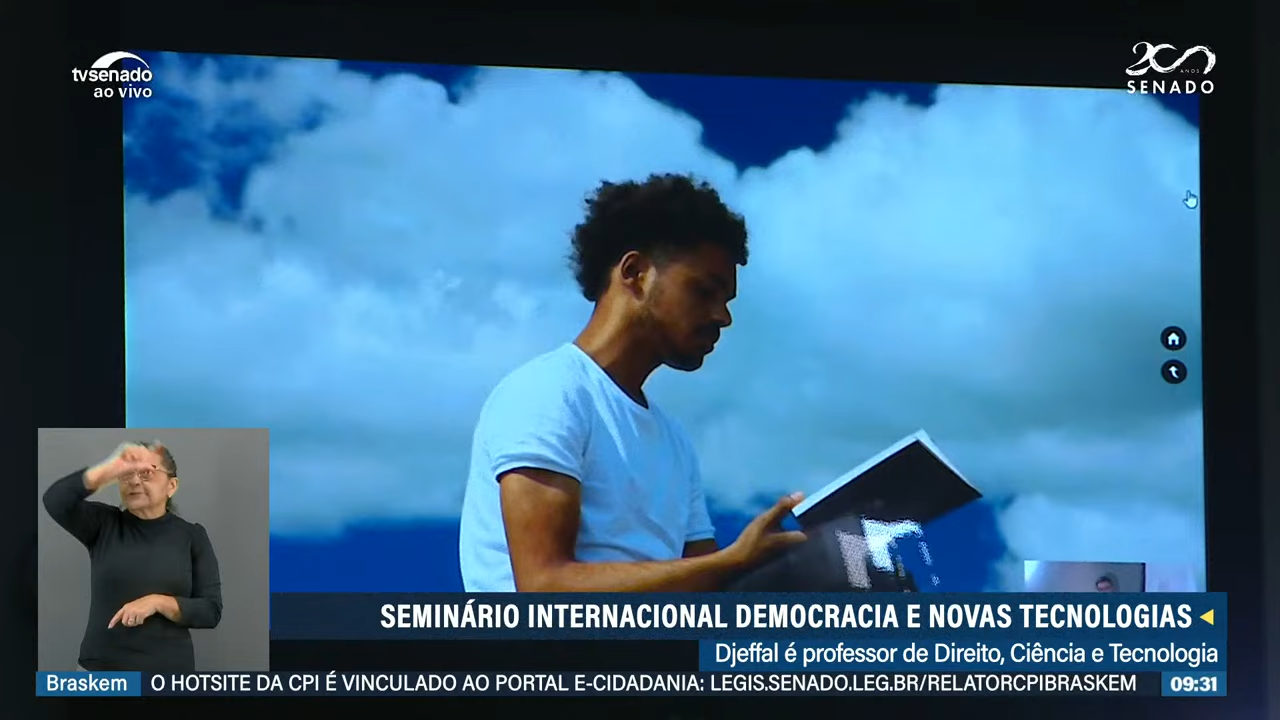 tvsenado
ao vivo
200
ANOS
SENADO
SEMINÁRIO INTERNACIONAL DEMOCRACIA E NOVAS TECNOLOGIAS
Djeffal é professor de Direito, Ciência e Tecnologia
Braskem O HOTSITE DA CPI É VINCULADO AO PORTAL E-CIDADANIA: LEGIS.SENADO.LEG.BR/RELATORCPIBRASKEM 09:31